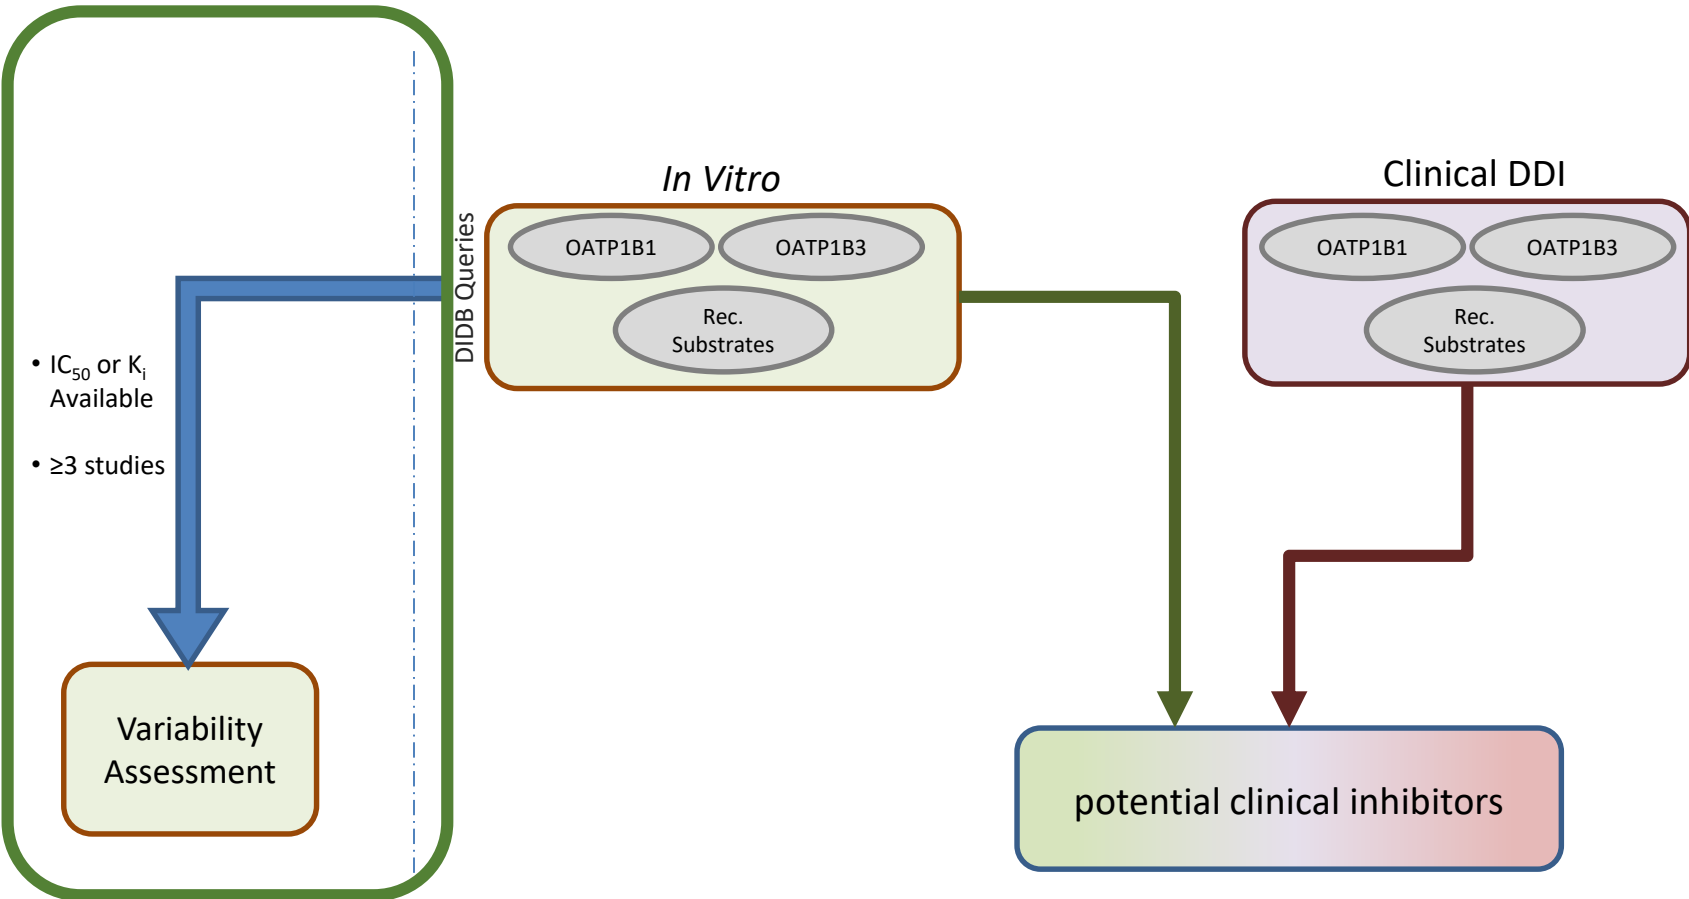 In Vitro
Clinical DDI
DIDB Queries
OATP1B1
OATP1B3
Rec.
Substrates
OATP1B1
OATP1B3
Rec.
Substrates
• IC₅₀ or Kᵢ
Available
• ≥3 studies
Variability
Assessment
potential clinical inhibitors